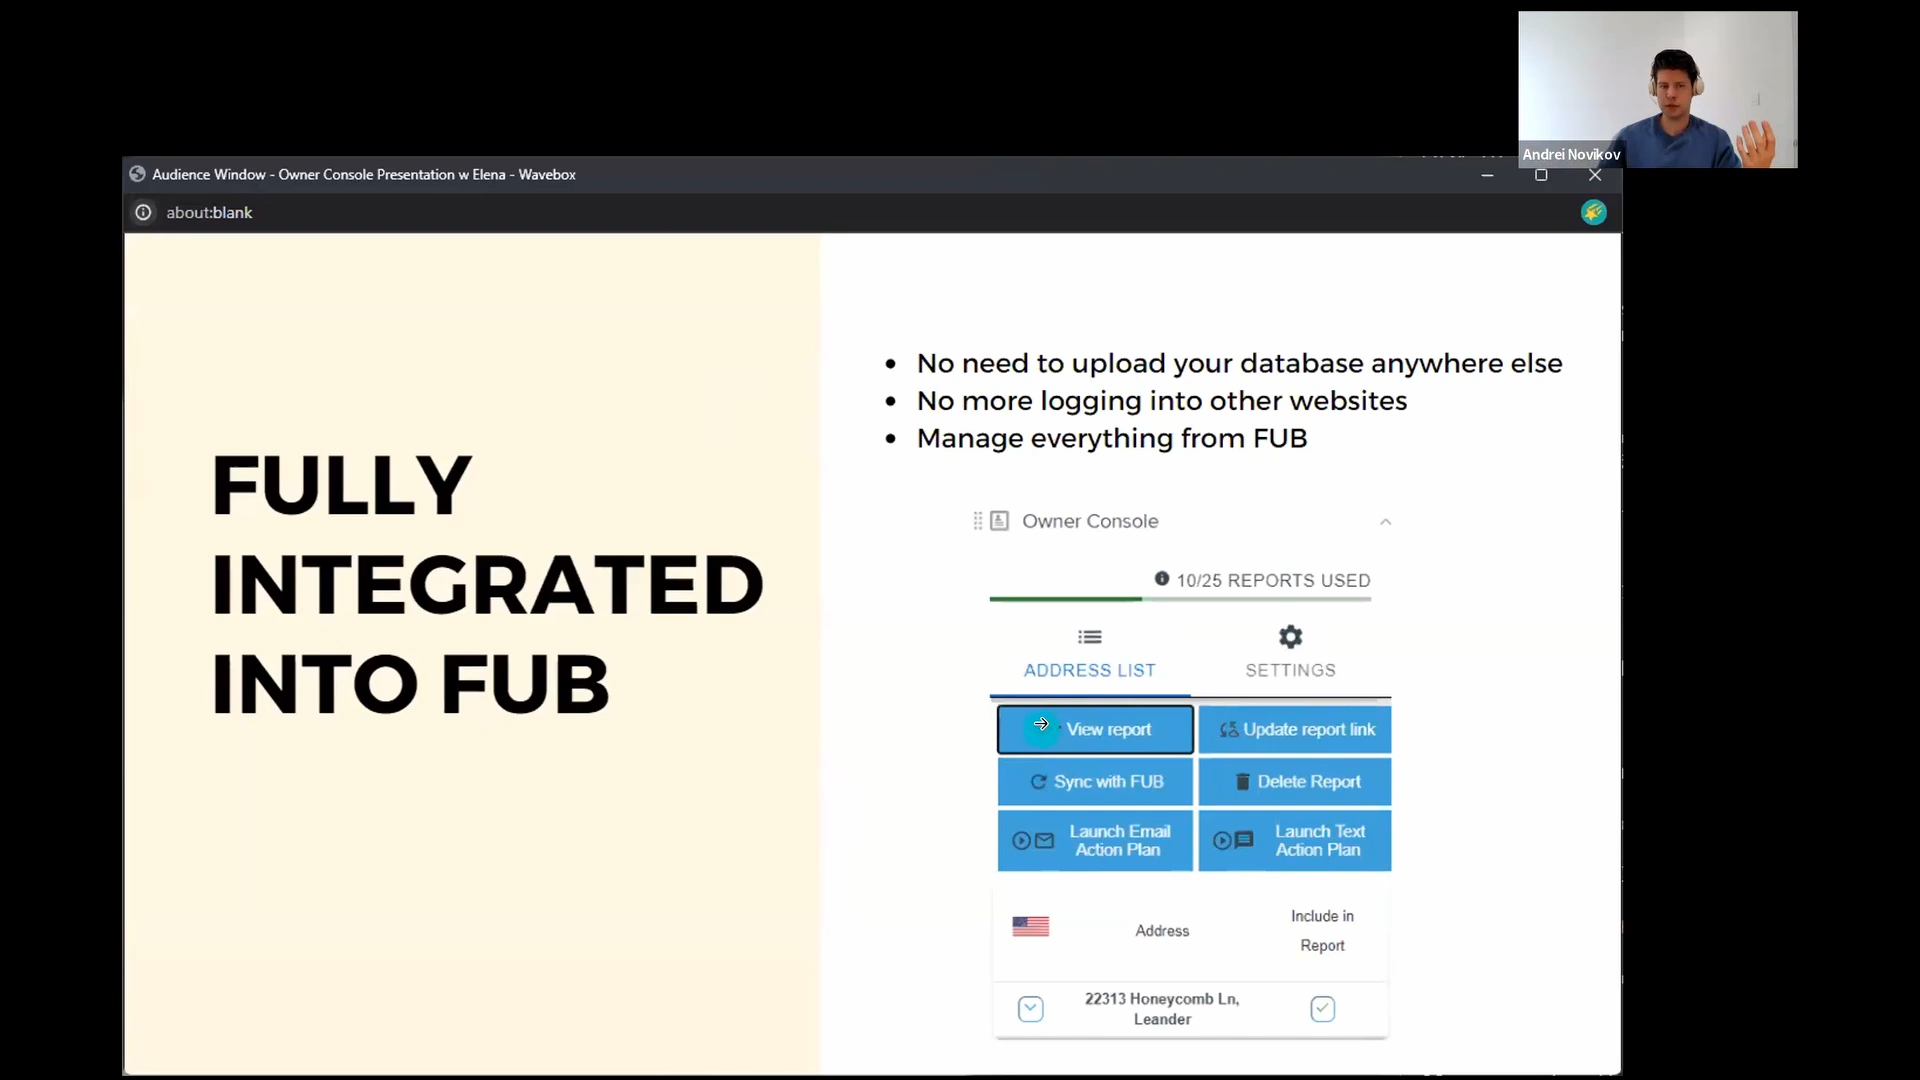 Andrei Novikov
Audience Window - Owner Console Presentation w Elena - Wavebox
about:blank
FULLY
INTEGRATED
INTO FUB
• No need to upload your database anywhere else
• No more logging into other websites
• Manage everything from FUB
Owner Console
10/25 REPORTS USED
ADDRESS LIST
SETTINGS
View report
Update report link
Sync with FUB
Delete Report
Launch Email
Action Plan
Launch Text
Action Plan
Address
Include in
Report
22313 Honeycomb Ln,
Leander